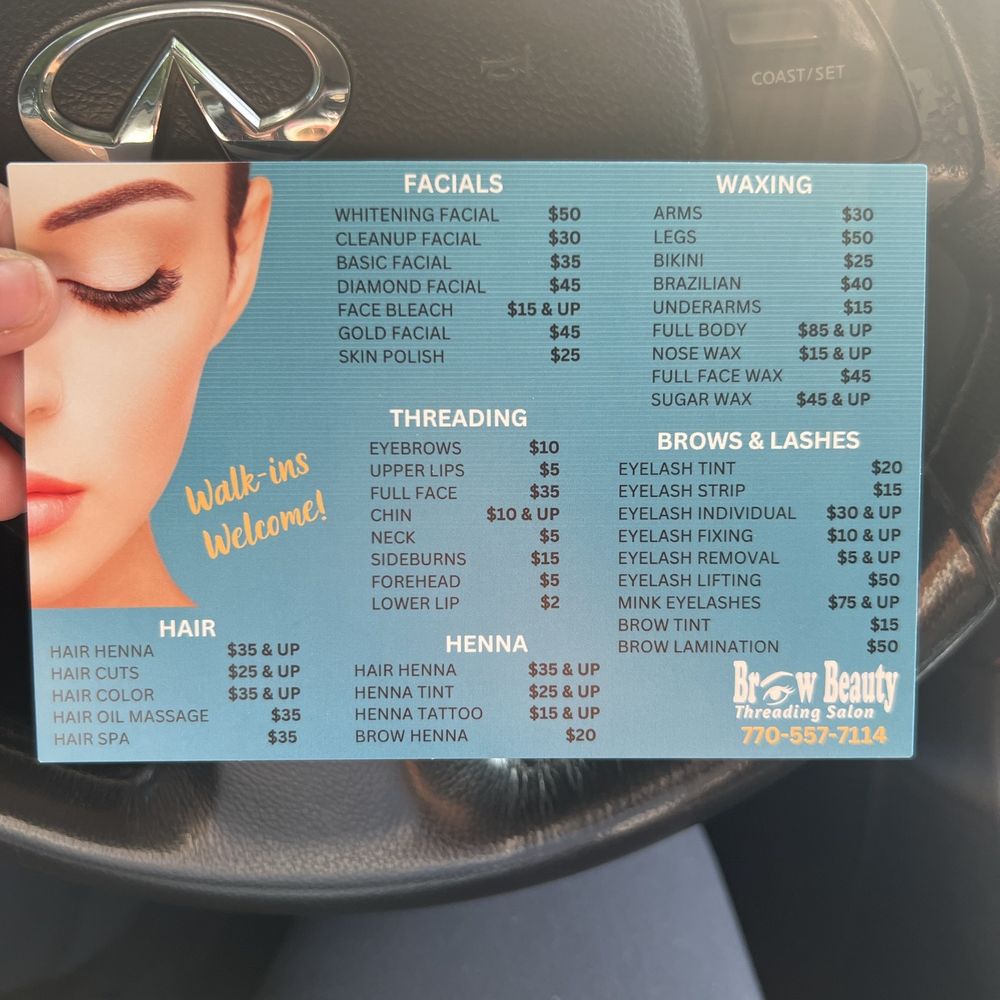 COAST/SET
FACIALS
WHITENING FACIAL $50
CLEANUP FACIAL $30
BASIC FACIAL $35
DIAMOND FACIAL $45
FACE BLEACH $15 & UP
GOLD FACIAL $45
SKIN POLISH $25
WAXING
ARMS $30
LEGS $50
BIKINI $25
BRAZILIAN $40
UNDERARMS $15
FULL BODY $85 & UP
NOSE WAX $15 & UP
FULL FACE WAX $45
SUGAR WAX $45 & UP
THREADING
EYEBROWS $10
UPPER LIPS $5
FULL FACE $35
CHIN $10 & UP
NECK $5
SIDEBURNS $15
FOREHEAD $5
LOWER LIP $2
BROWS & LASHES
EYELASH TINT $20
EYELASH STRIP $15
EYELASH INDIVIDUAL $30 & UP
EYELASH FIXING $10 & UP
EYELASH REMOVAL $5 & UP
EYELASH LIFTING $50
MINK EYELASHES $75 & UP
BROW TINT $15
BROW LAMINATION $50
Walk-ins
Welcome!
HAIR
HAIR HENNA $35 & UP
HAIR CUTS $25 & UP
HAIR COLOR $35 & UP
HAIR OIL MASSAGE $35
HAIR SPA $35
HENNA
HAIR HENNA $35 & UP
HENNA TINT $25 & UP
HENNA TATTOO $15 & UP
BROW HENNA $20
Brow Beauty
Threading Salon
770-557-7114